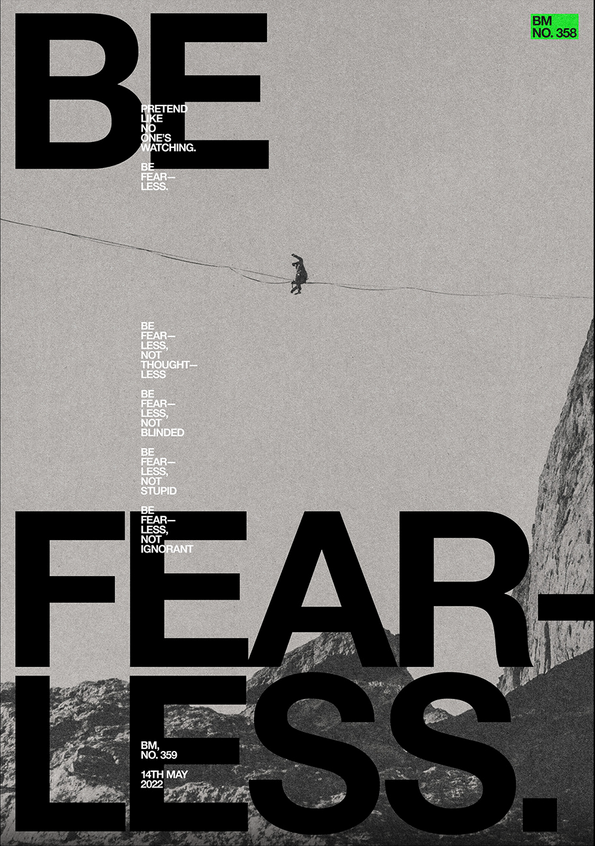 BE
BM
NO. 358
PRETEND
LIKE
NO
ONE'S
WATCHING.
BE
FEAR—
LESS.
BE
FEAR—
LESS,
NOT
THOUGHT—
LESS
BE
FEAR—
LESS,
NOT
BLINDED
BE
FEAR—
LESS,
NOT
STUPID
BE
FEAR—
LESS,
NOT
IGNORANT
FEAR-
LESS.
BM,
NO. 359
14TH MAY
2022